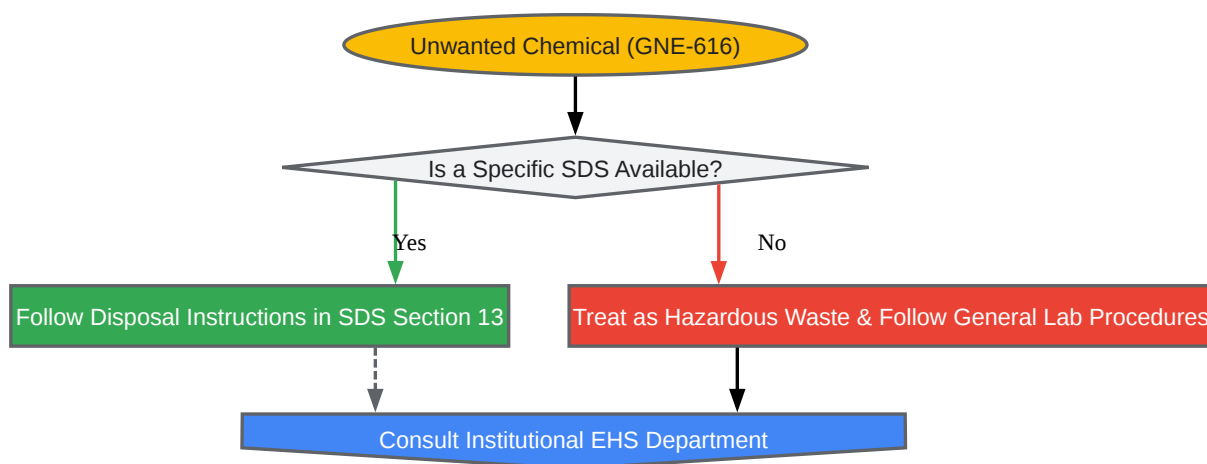 Unwanted Chemical (GNE-616)
Is a Specific SDS Available?
Yes
No
Follow Disposal Instructions in SDS Section 13
Treat as Hazardous Waste & Follow General Lab Procedures
Consult Institutional EHS Department